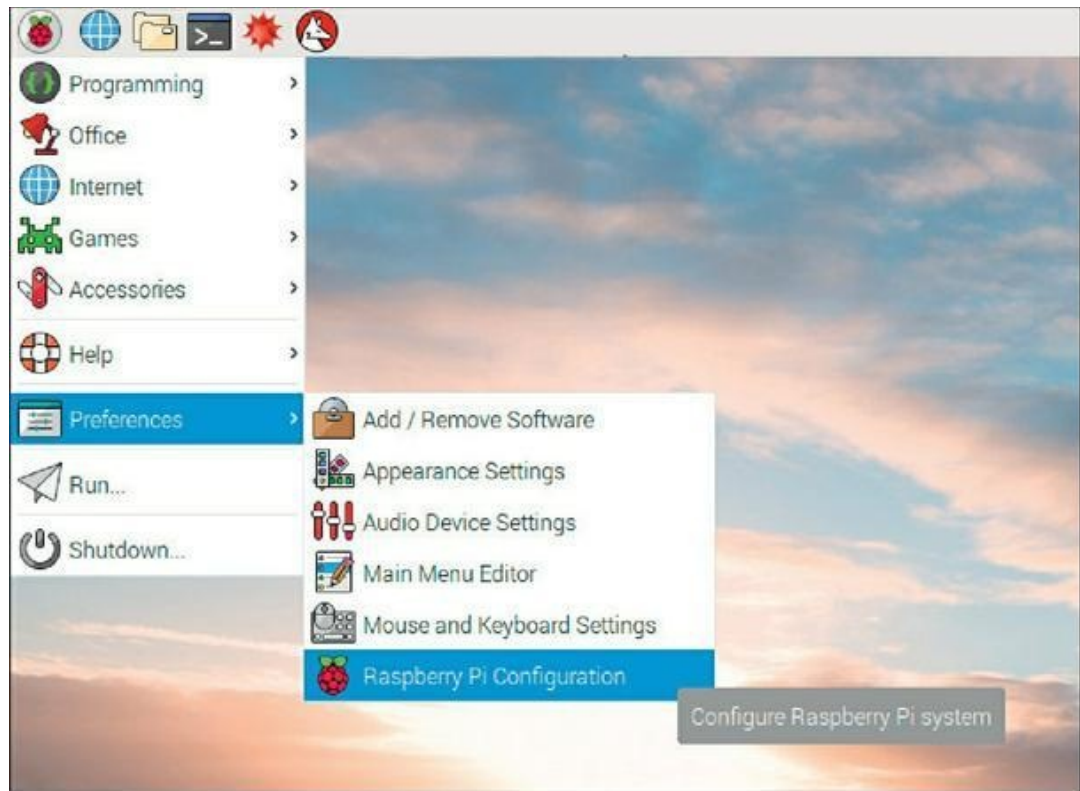 Programming
Office
Internet
Games
Accessories
Help
Preferences
Add / Remove Software
Appearance Settings
Run...
Audio Device Settings
Shutdown...
Main Menu Editor
Mouse and Keyboard Settings
Raspberry Pi Configuration
Configure Raspberry Pi system